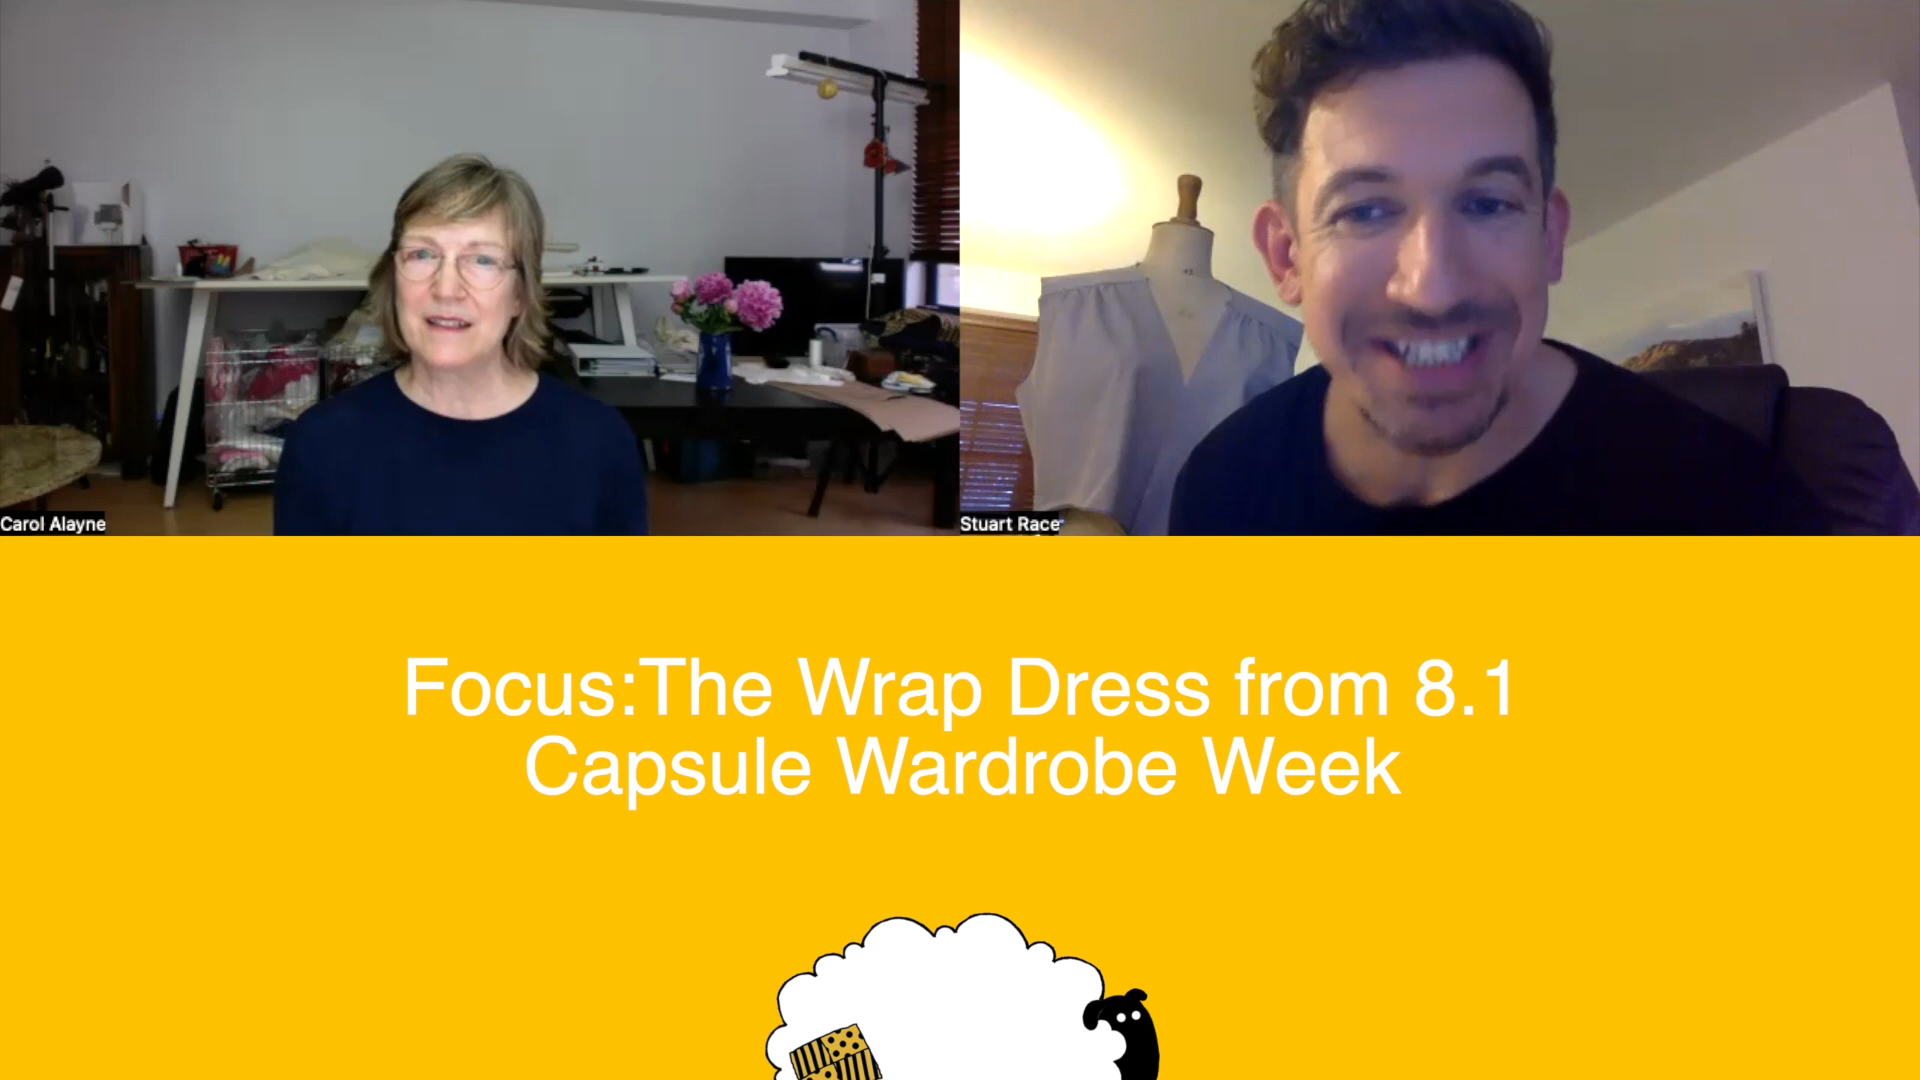 Carol Alayne
Stuart Race
Focus:The Wrap Dress from 8.1
Capsule Wardrobe Week